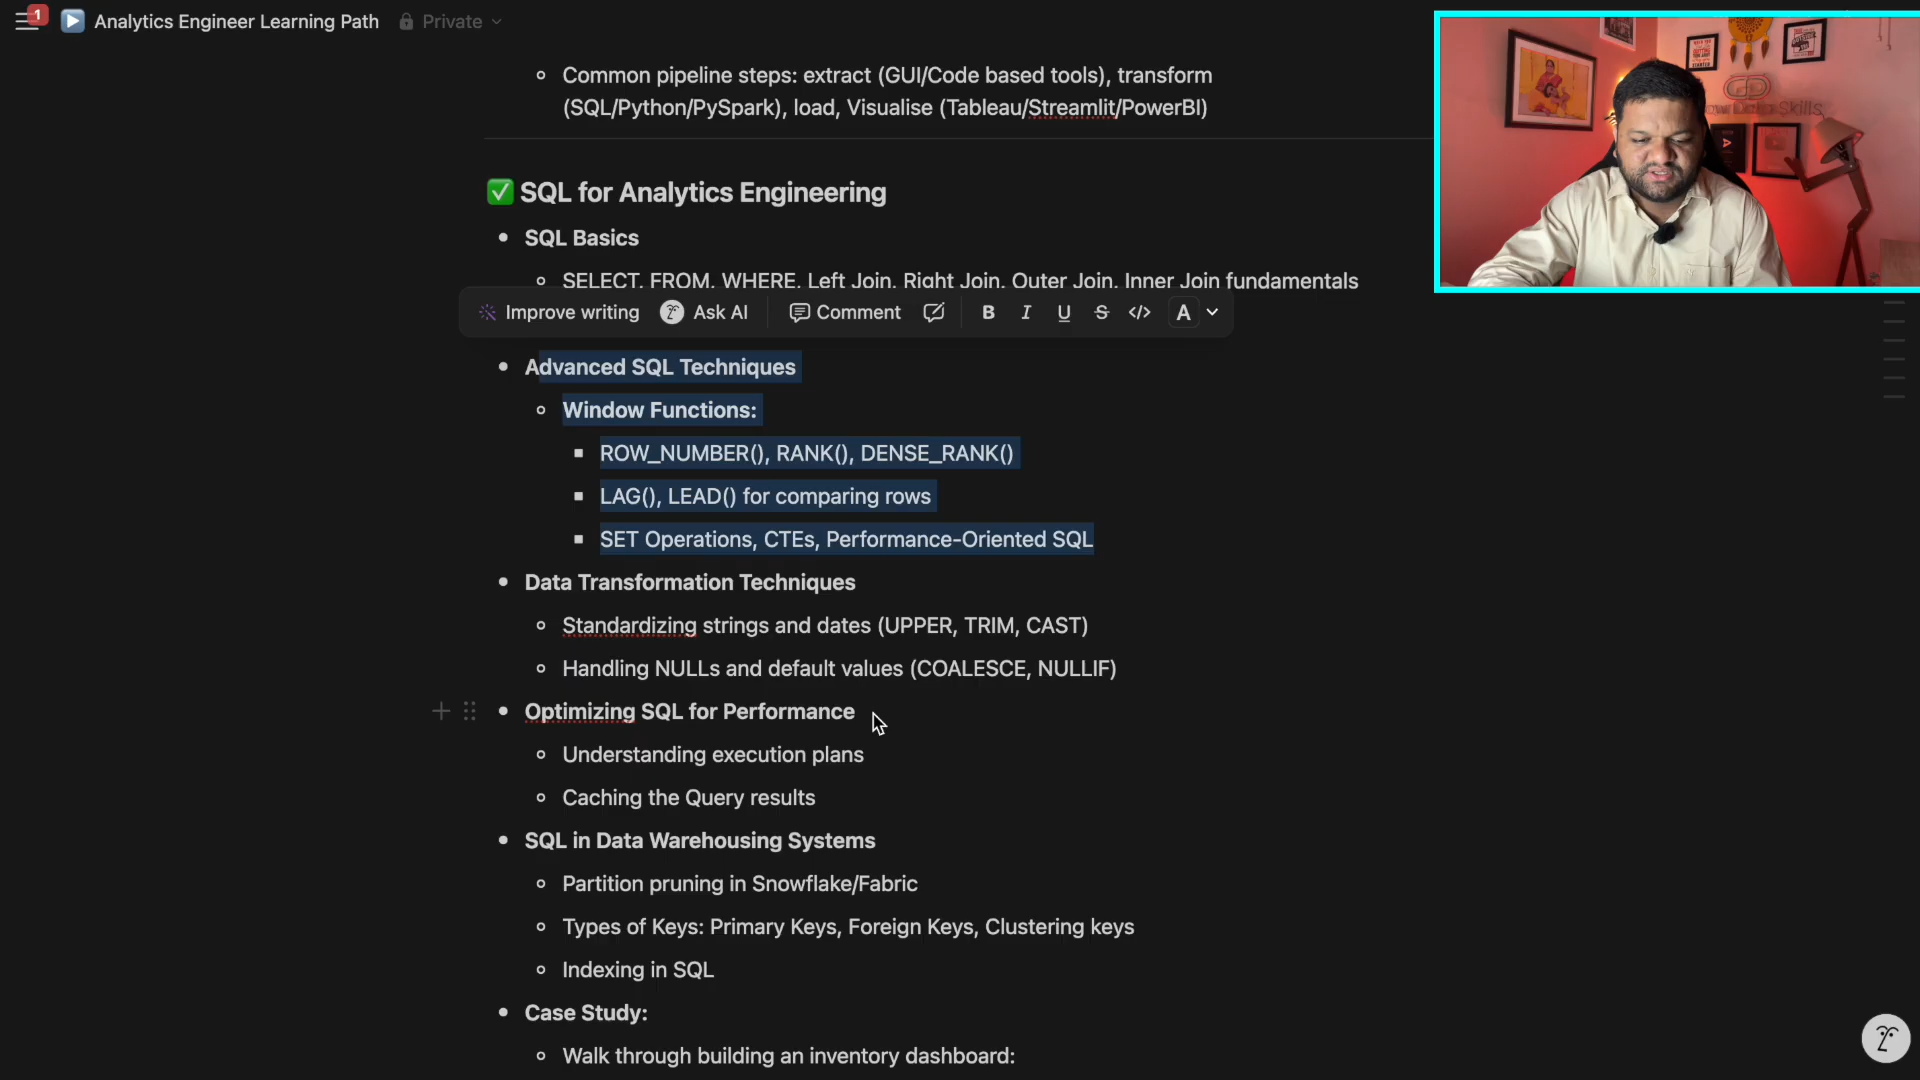 1
Analytics Engineer Learning Path
Private
Common pipeline steps: extract (GUI/Code based tools), transform
(SQL/Python/PySpark), load, Visualise (Tableau/Streamlit/PowerBI)
SQL for Analytics Engineering
SQL Basics
SELECT, FROM, WHERE, Left Join, Right Join, Outer Join, Inner Join fundamentals
Improve writing Ask AI Comment B I U S </> A
Advanced SQL Techniques
Window Functions:
ROW_NUMBER(), RANK(), DENSE_RANK()
LAG(), LEAD() for comparing rows
SET Operations, CTEs, Performance-Oriented SQL
Data Transformation Techniques
Standardizing strings and dates (UPPER, TRIM, CAST)
Handling NULLs and default values (COALESCE, NULLIF)
Optimizing SQL for Performance
Understanding execution plans
Caching the Query results
SQL in Data Warehousing Systems
Partition pruning in Snowflake/Fabric
Types of Keys: Primary Keys, Foreign Keys, Clustering keys
Indexing in SQL
Case Study:
Walk through building an inventory dashboard: